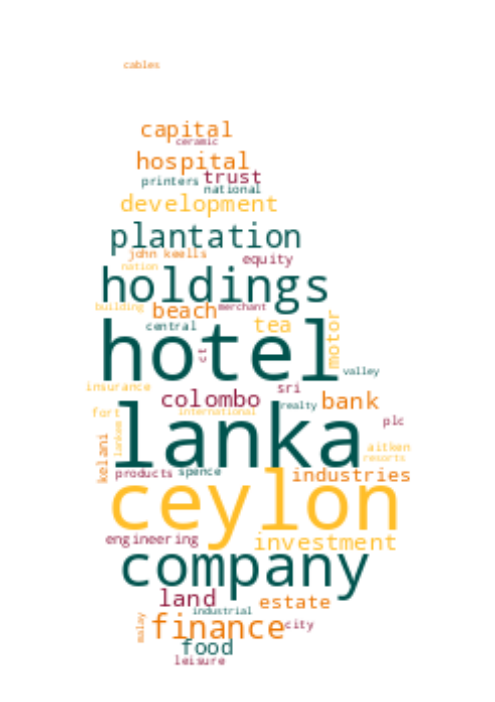 cables
capital
ceramic
hospital
printers trust
national
development
plantation
john keells equity
nation
holdings
building beach merchant
central tea motor
hotel
ct
valley
insurance sri
colombo realty bank
fort international
plc
lanka
lankem
kelani
aitken
resorts
products spence industries
ceylon
engineering investment
company
land estate
industrial
malay finance city
food
leisure